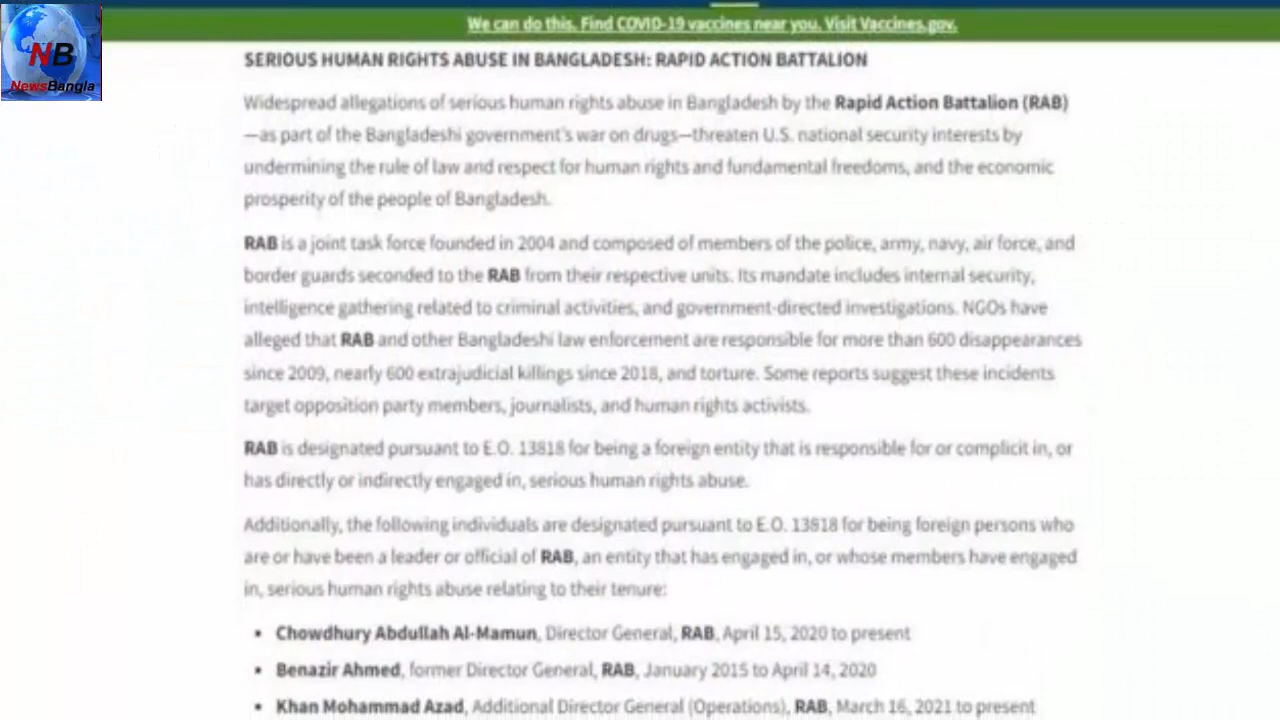 We can do this. Find COVID-19 vaccines near you. Visit Vaccines.gov.
NB
NewsBangla
SERIOUS HUMAN RIGHTS ABUSE IN BANGLADESH: RAPID ACTION BATTALION
Widespread allegations of serious human rights abuse in Bangladesh by the Rapid Action Battalion (RAB)
—as part of the Bangladeshi government's war on drugs—threaten U.S. national security interests by
undermining the rule of law and respect for human rights and fundamental freedoms, and the economic
prosperity of the people of Bangladesh.
RAB is a joint task force founded in 2004 and composed of members of the police, army, navy, air force, and
border guards seconded to the RAB from their respective units. Its mandate includes internal security,
intelligence gathering related to criminal activities, and government-directed investigations. NGOs have
alleged that RAB and other Bangladeshi law enforcement are responsible for more than 600 disappearances
since 2009, nearly 600 extrajudicial killings since 2018, and torture. Some reports suggest these incidents
target opposition party members, journalists, and human rights activists.
RAB is designated pursuant to E.O. 13818 for being a foreign entity that is responsible for or complicit in, or
has directly or indirectly engaged in, serious human rights abuse.
Additionally, the following individuals are designated pursuant to E.O. 13818 for being foreign persons who
are or have been a leader or official of RAB, an entity that has engaged in, or whose members have engaged
in, serious human rights abuse relating to their tenure:
• Chowdhury Abdullah Al-Mamun, Director General, RAB, April 15, 2020 to present
• Benazir Ahmed, former Director General, RAB, January 2015 to April 14, 2020
• Khan Mohammad Azad, Additional Director General (Operations), RAB, March 16, 2021 to present